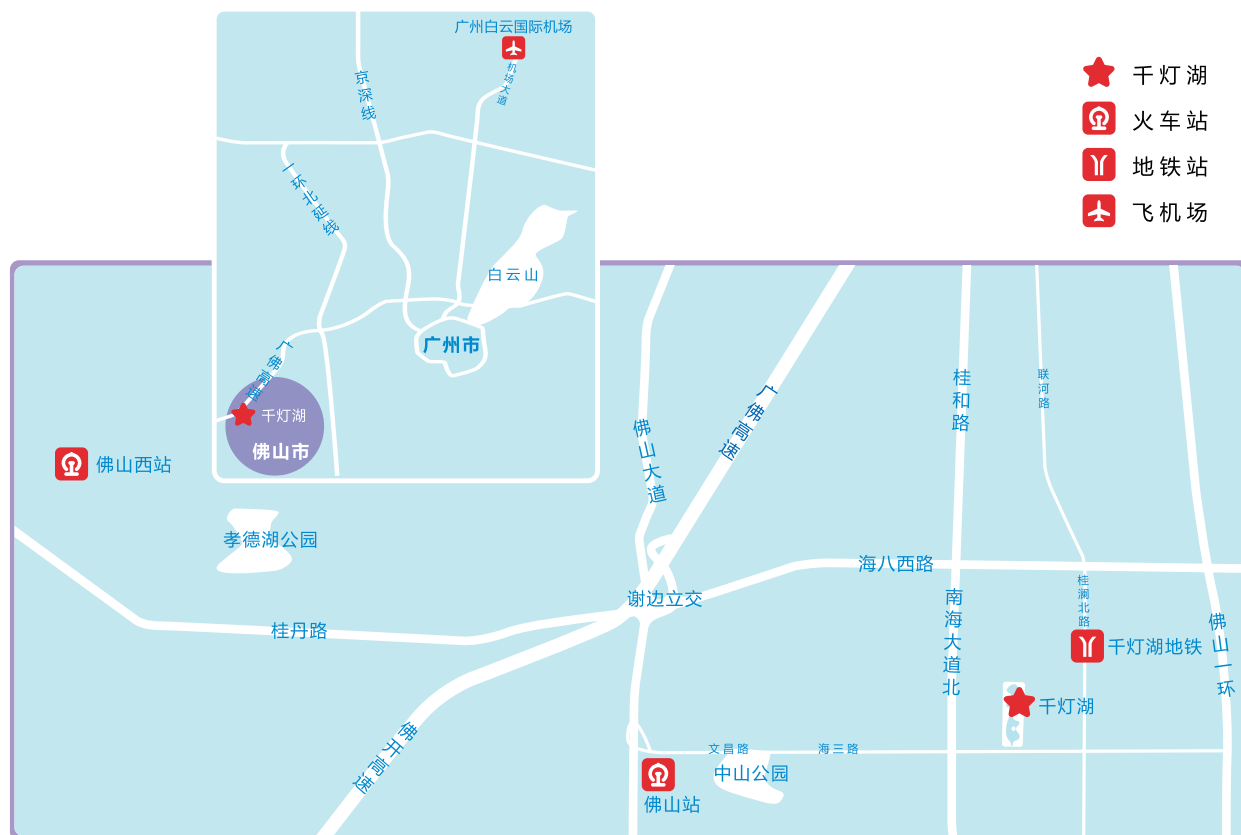 广州白云国际机场
机场大道
京深线
一环北延线
白云山
广州市
广佛高速
千灯湖
佛山市
千灯湖
火车站
地铁站
飞机场
佛山西站
孝德湖公园
桂丹路
佛山大道
广佛高速
桂和路
联河路
海八西路
谢边立交
南海大道北
桂澜北路
千灯湖地铁
佛山一环
千灯湖
佛开高速
文昌路
海三路
中山公园
佛山站